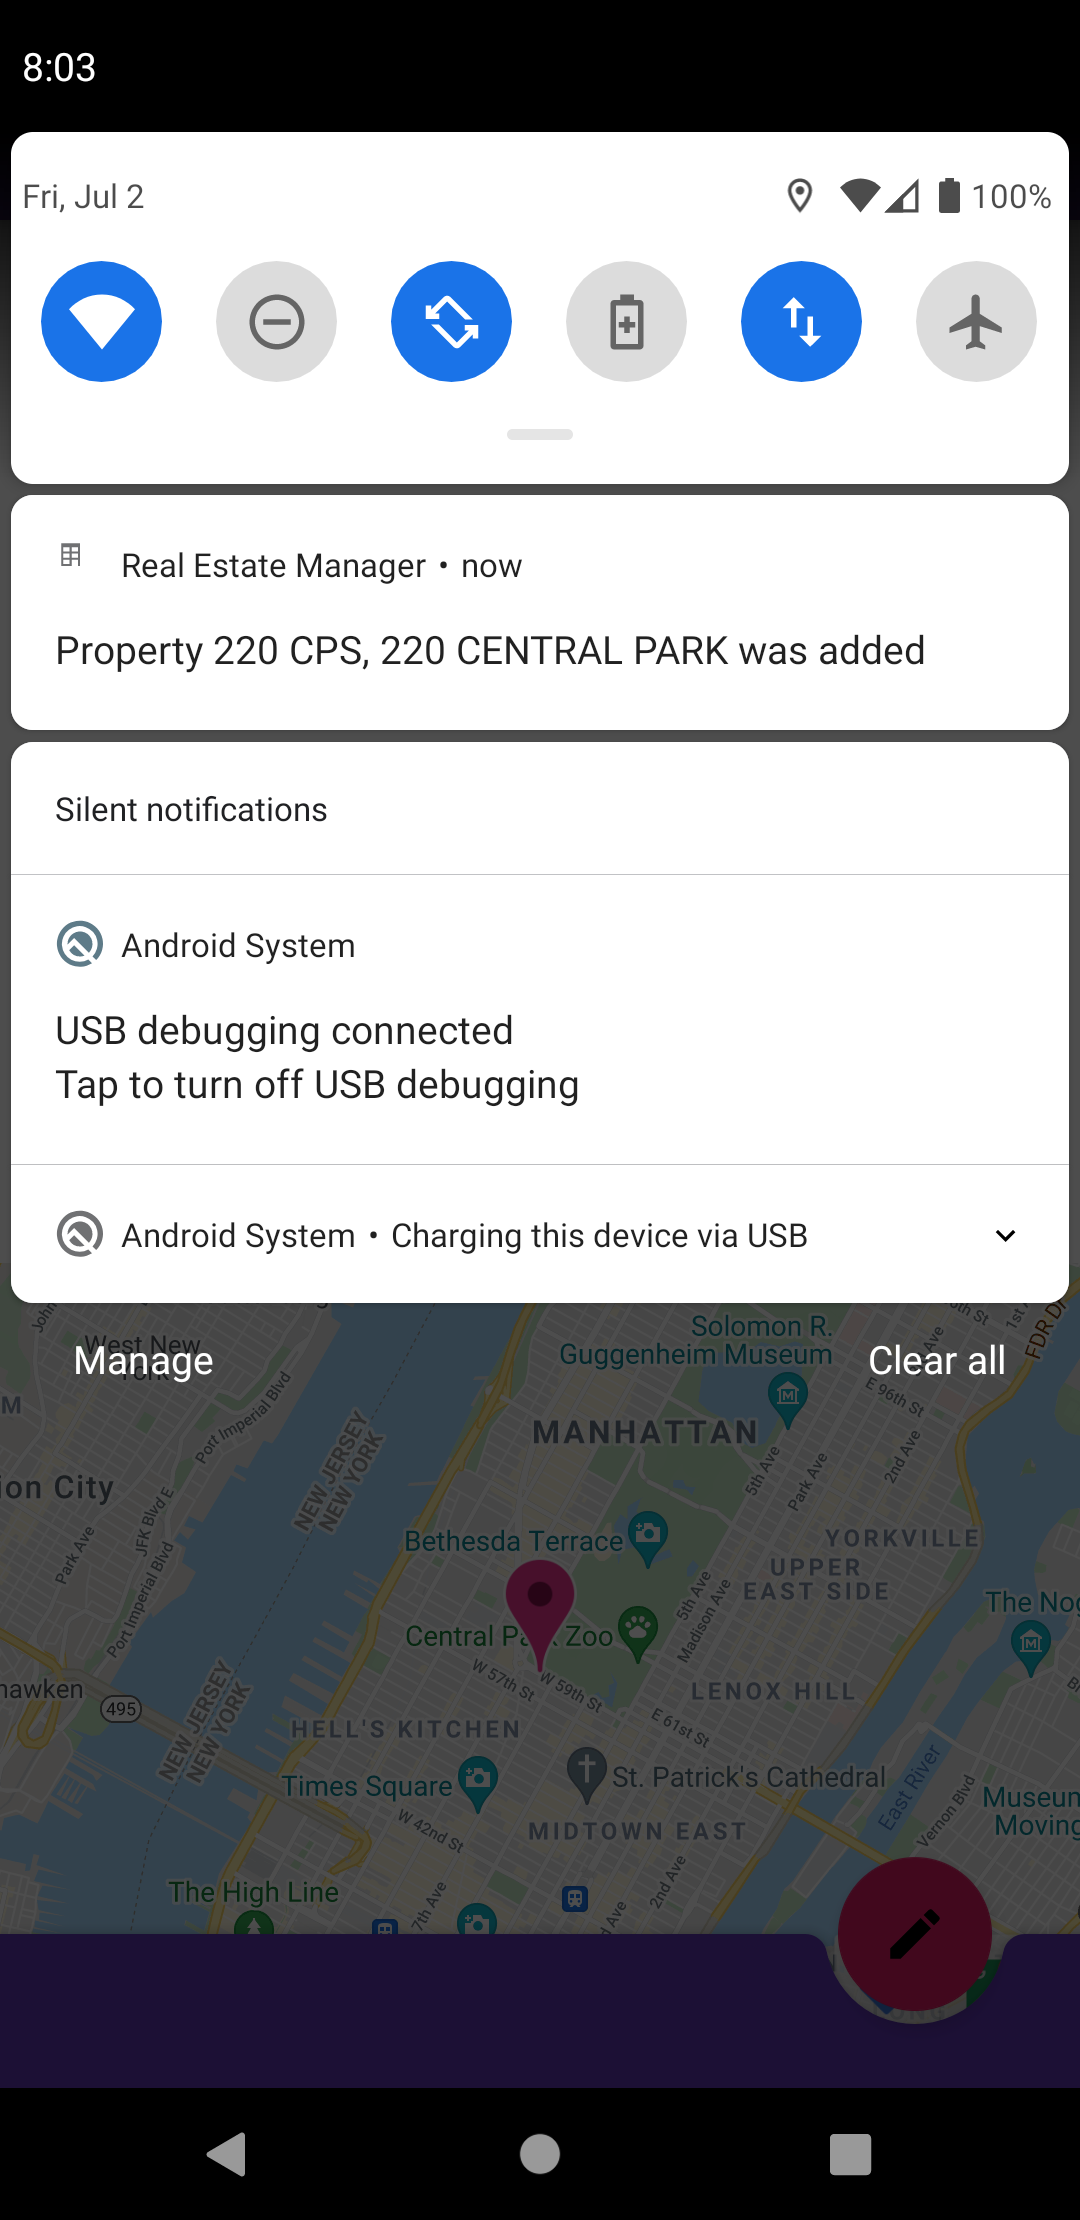 8:03
Fri, Jul 2
100%
Real Estate Manager • now
Property 220 CPS, 220 CENTRAL PARK was added
Silent notifications
Android System
USB debugging connected
Tap to turn off USB debugging
Android System • Charging this device via USB
Manage
Clear all
West New
York
Solomon R.
Guggenheim Museum
FDR Dr
E 96th St
Port Imperial Blvd
MANHATTAN
NEW JERSEY
NEW YORK
5th Ave
Park Ave
2nd Ave
ion City
JFK Blvd E
Park Ave
Port Imperial Blvd
Bethesda Terrace
YORKVILLE
UPPER
EAST SIDE
5th Ave
Madison Ave
The Nog
Central Pa Zoo
W 57th St
W 59th St
hawken
495
NEW JERSEY
NEW YORK
LENOX HILL
HELL'S KITCHEN
E 61st St
Times Square
St. Patrick's Cathedral
East River
Vernon Blvd
Museum
Moving
W 42nd St
MIDTOWN EAST
2nd Ave
The High Line
7th Ave